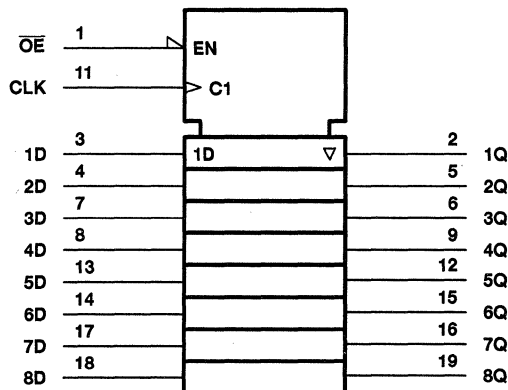 OE 1 EN
CLK 11 C1
1D 3 1D ▽ 2 1Q
2D 4 5 2Q
3D 7 6 3Q
4D 8 9 4Q
5D 13 12 5Q
6D 14 15 6Q
7D 17 16 7Q
8D 18 19 8Q